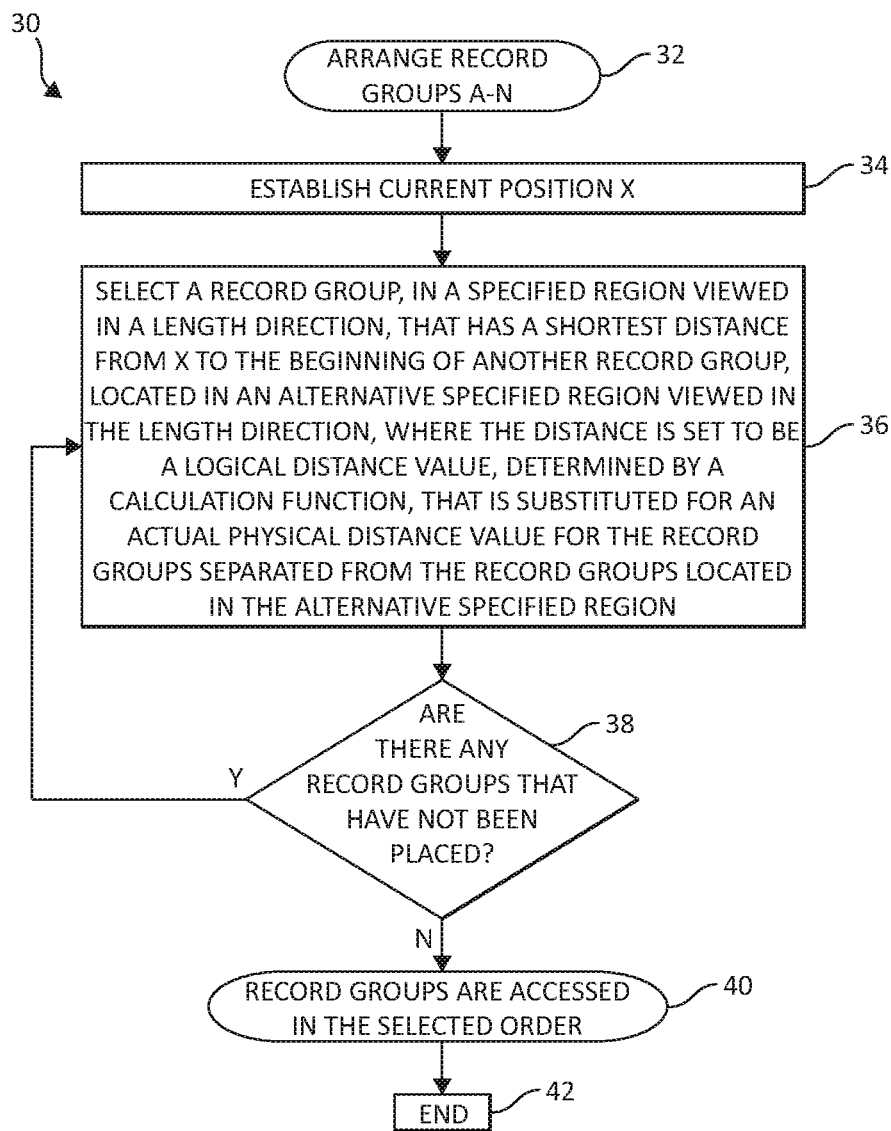 30
ARRANGE RECORD
GROUPS A-N
32
ESTABLISH CURRENT POSITION X
34
SELECT A RECORD GROUP, IN A SPECIFIED REGION VIEWED
IN A LENGTH DIRECTION, THAT HAS A SHORTEST DISTANCE
FROM X TO THE BEGINNING OF ANOTHER RECORD GROUP,
LOCATED IN AN ALTERNATIVE SPECIFIED REGION VIEWED IN
THE LENGTH DIRECTION, WHERE THE DISTANCE IS SET TO BE
A LOGICAL DISTANCE VALUE, DETERMINED BY A
CALCULATION FUNCTION, THAT IS SUBSTITUTED FOR AN
ACTUAL PHYSICAL DISTANCE VALUE FOR THE RECORD
GROUPS SEPARATED FROM THE RECORD GROUPS LOCATED
IN THE ALTERNATIVE SPECIFIED REGION
36
ARE
THERE ANY
RECORD GROUPS THAT
HAVE NOT BEEN
PLACED?
38
Y
N
RECORD GROUPS ARE ACCESSED
IN THE SELECTED ORDER
40
END
42